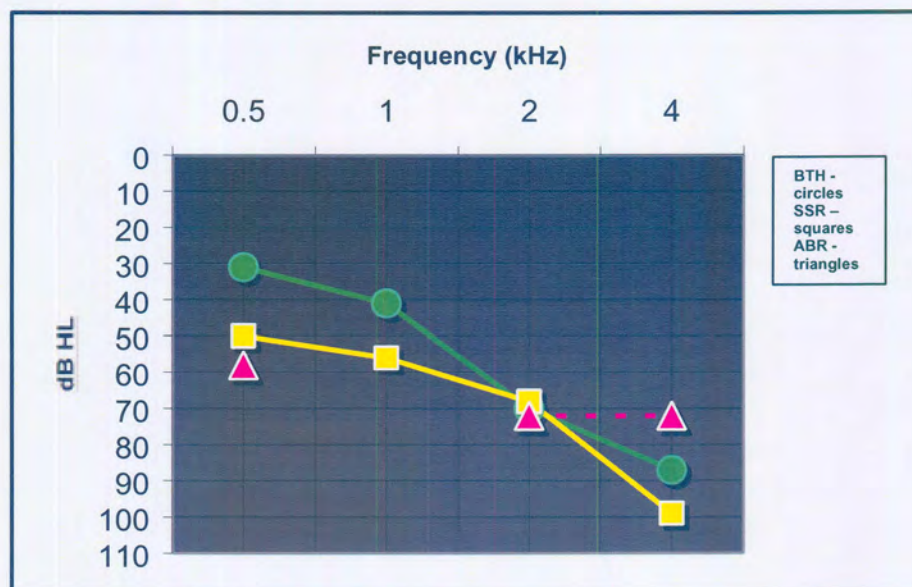 Frequency (kHz)
0.5 1 2 4
0
10
20
30
40
50
60
70
80
90
100
110
dB HL
BTH -
circles
SSR –
squares
ABR -
triangles